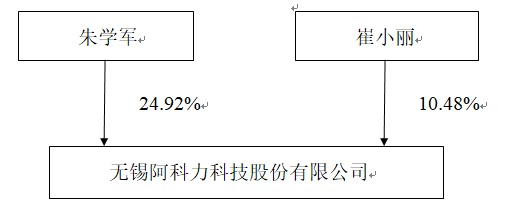 朱学军
崔小丽
24.92%
10.48%
无锡阿科力科技股份有限公司